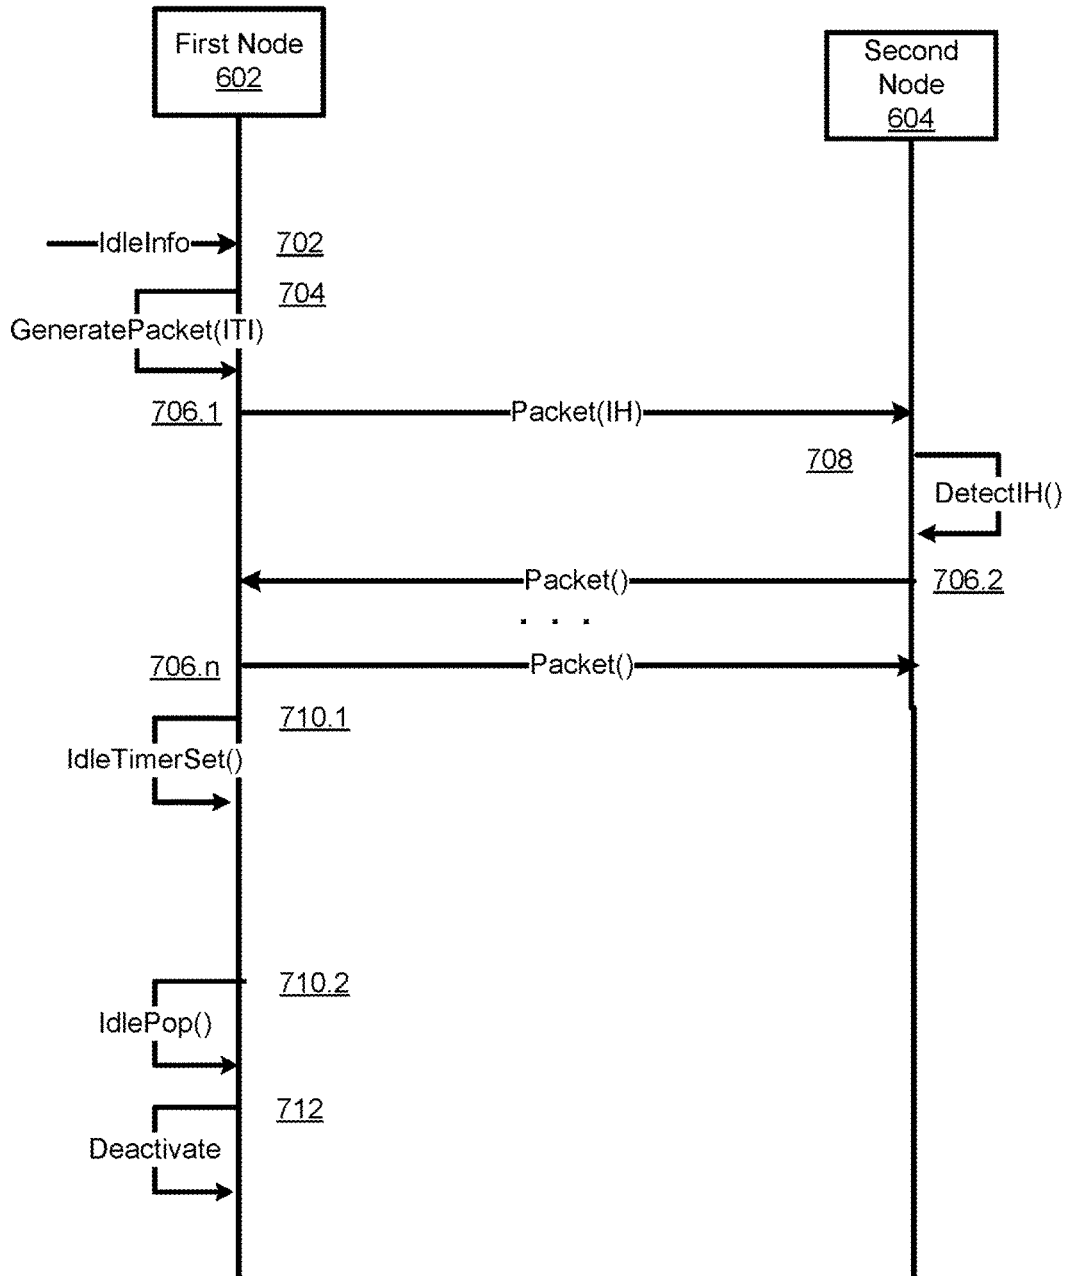 First Node
602
Second
Node
604
IdleInfo
702
704
GeneratePacket(ITI)
706.1
Packet(IH)
708
DetectIH()
Packet()
706.2
. . .
706.n
Packet()
710.1
IdleTimerSet()
710.2
IdlePop()
712
Deactivate